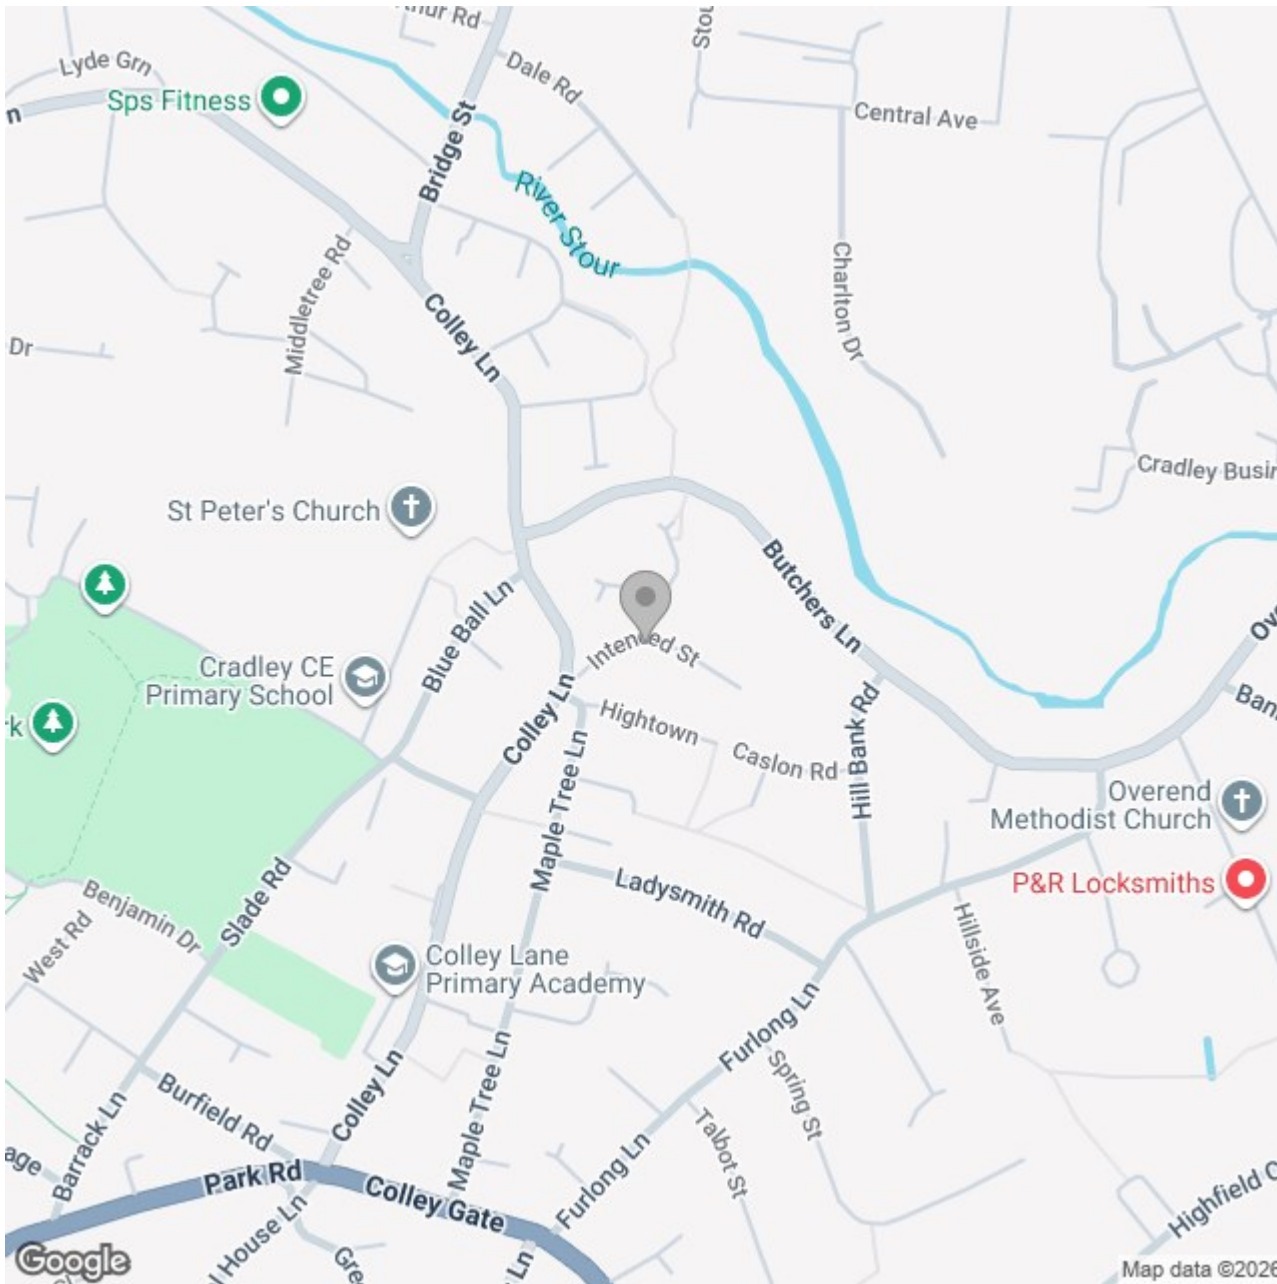 Lyde Grn
Sps Fitness
Bridge St
Dale Rd
Central Ave
River Stour
Middletree Rd
Charlton Dr
Colley Ln
Dr
St Peter's Church
Butchers Ln
Blue Ball Ln
Intended St
Cradley CE
Primary School
Colley Ln
Hightown
Caslon Rd
Hill Bank Rd
Maple Tree Ln
Overend
Methodist Church
Ladysmith Rd
P&R Locksmiths
Slade Rd
Benjamin Dr
West Rd
Colley Lane
Primary Academy
Hillside Ave
Furlong Ln
Spring St
Maple Tree Ln
Colley Ln
Burfield Rd
Barrack Ln
Talbot St
Furlong Ln
Park Rd
Colley Gate
House Ln
Ln
Google
Map data ©2026